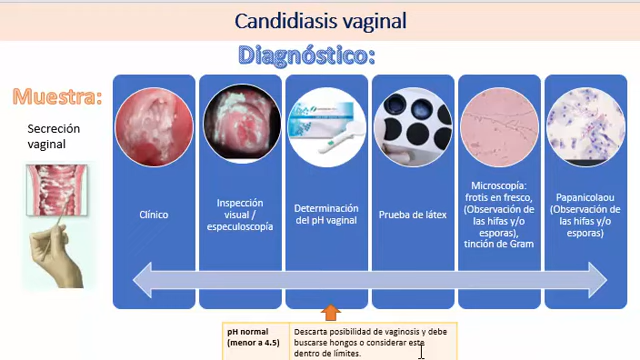 Candidiasis vaginal
Diagnóstico:
Muestra:
Secreción
vaginal
Clínico
Inspección
visual /
especuloscopía
Determinación
del pH vaginal
Prueba de látex
Microscopía:
frotis en fresco,
(Observación de
las hifas y/o
esporas),
tinción de Gram
Papanicolaou
(Observación de
las hifas y/o
esporas)
pH normal
(menor a 4.5)
Descarta posibilidad de vaginosis y debe
buscarse hongos o considerar esta
dentro de límites.